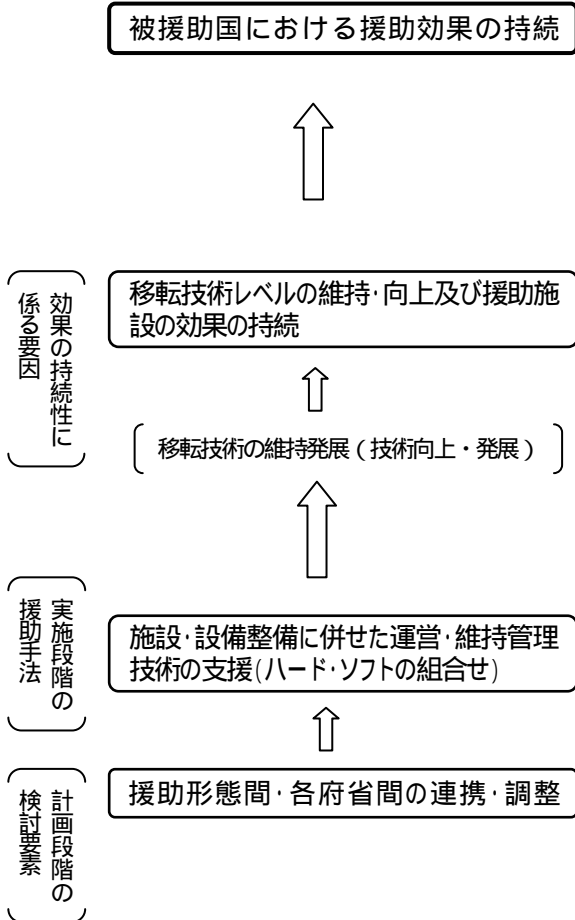 被援助国における援助効果の持続
効果の持続性に
係る要因
移転技術レベルの維持・向上及び援助施
設の効果の持続
移転技術の維持発展（技術向上・発展）
実施段階の
援助手法
施設・設備整備に併せた運営・維持管理
技術の支援(ハード・ソフトの組合せ)
計画段階の
検討要素
援助形態間・各府省間の連携・調整